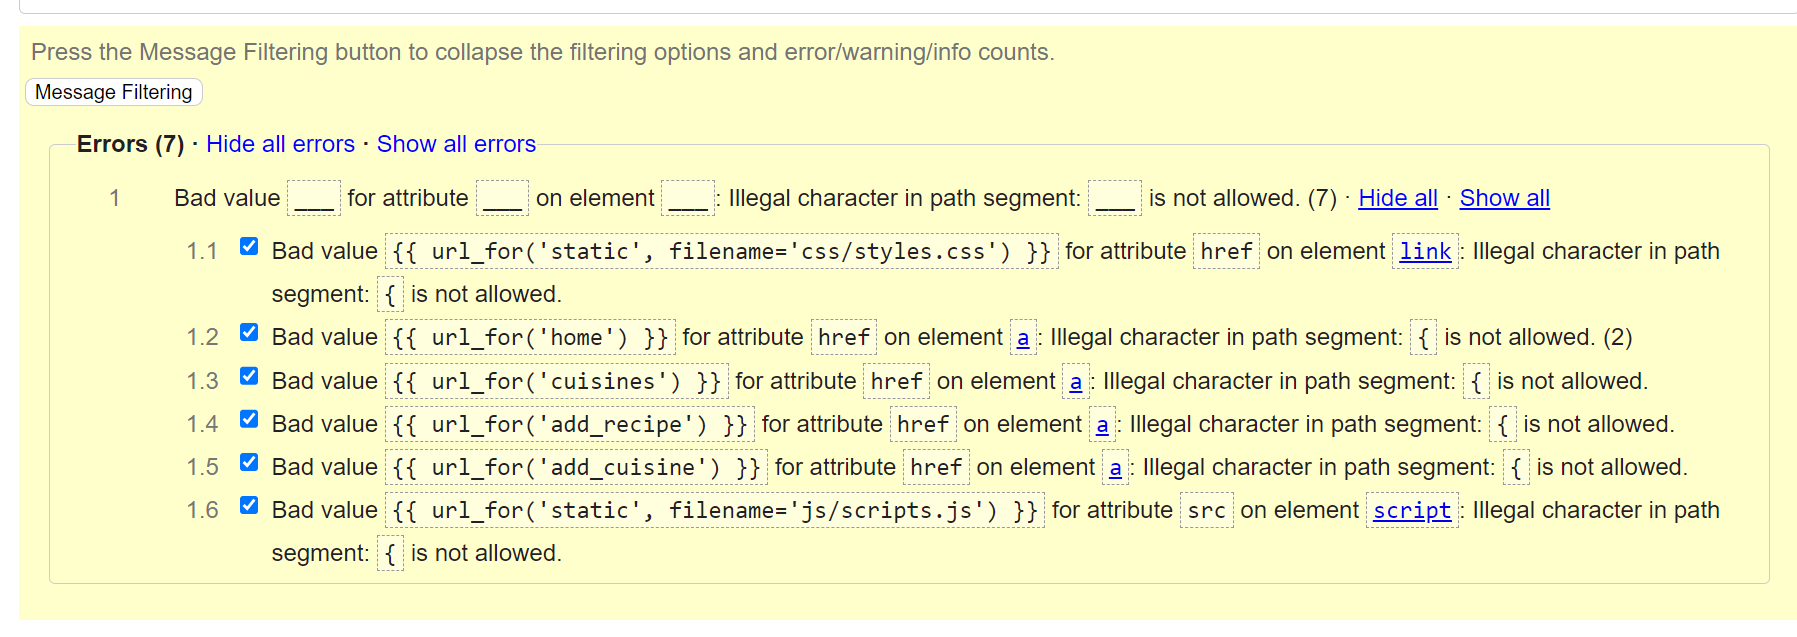 Press the Message Filtering button to collapse the filtering options and error/warning/info counts.
Message Filtering
Errors (7) · Hide all errors · Show all errors
1 Bad value ___ for attribute ___ on element ___: Illegal character in path segment: ___ is not allowed. (7) · Hide all · Show all
1.1 Bad value {{ url_for('static', filename='css/styles.css') }} for attribute href on element link: Illegal character in path
segment: { is not allowed.
1.2 Bad value {{ url_for('home') }} for attribute href on element a: Illegal character in path segment: { is not allowed. (2)
1.3 Bad value {{ url_for('cuisines') }} for attribute href on element a: Illegal character in path segment: { is not allowed.
1.4 Bad value {{ url_for('add_recipe') }} for attribute href on element a: Illegal character in path segment: { is not allowed.
1.5 Bad value {{ url_for('add_cuisine') }} for attribute href on element a: Illegal character in path segment: { is not allowed.
1.6 Bad value {{ url_for('static', filename='js/scripts.js') }} for attribute src on element script: Illegal character in path
segment: { is not allowed.